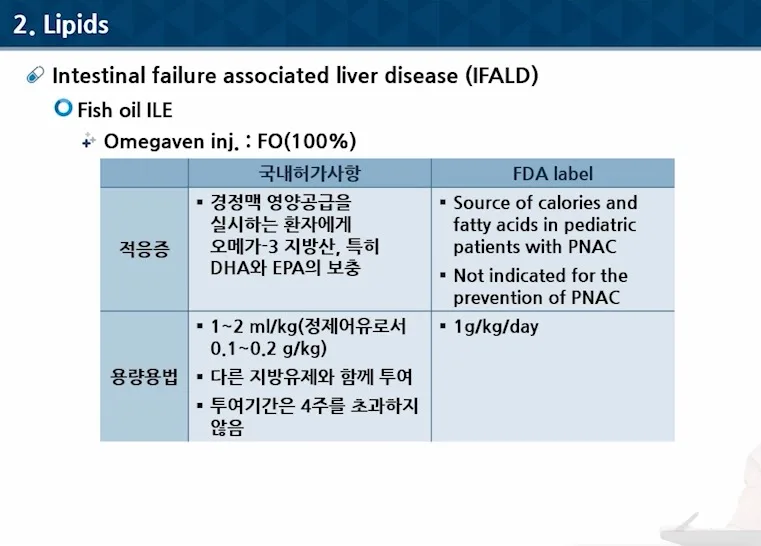 2. Lipids
Intestinal failure associated liver disease (IFALD)
Fish oil ILE
Omegaven inj. : FO(100%)
국내허가사항
FDA label
적응증
▪ 경정맥 영양공급을
실시하는 환자에게
오메가-3 지방산, 특히
DHA와 EPA의 보충
▪ Source of calories and
fatty acids in pediatric
patients with PNAC
▪ Not indicated for the
prevention of PNAC
용량용법
▪ 1~2 ml/kg(정제어유로서
0.1~0.2 g/kg)
▪ 다른 지방유제와 함께 투여
▪ 투여기간은 4주를 초과하지
않음
▪ 1g/kg/day